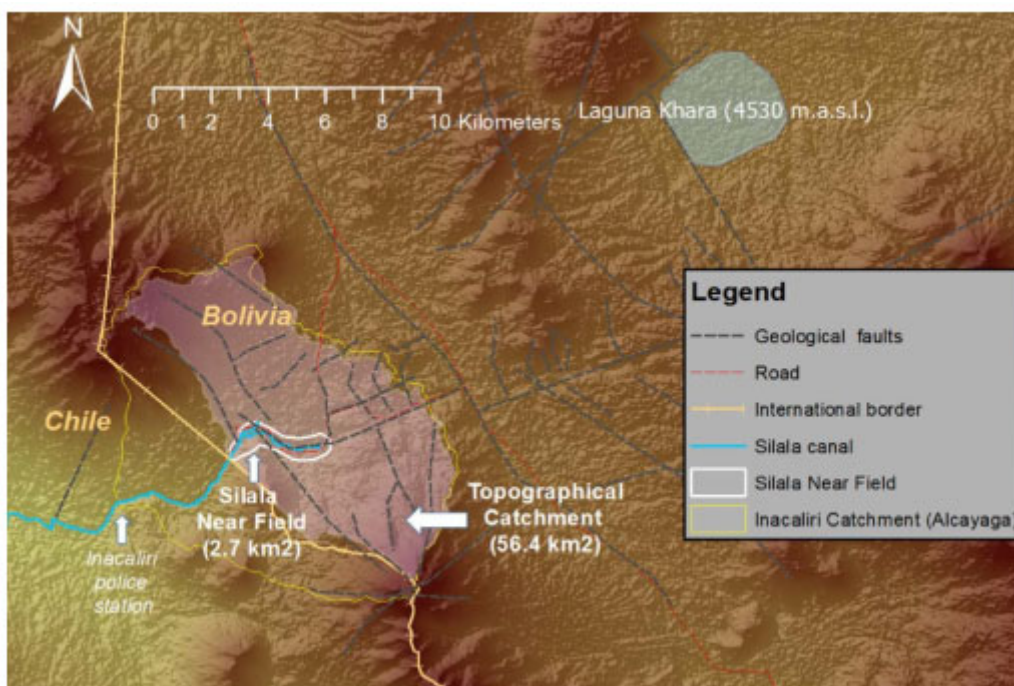 N
0 2 4 6 8 10 Kilometers
Laguna Khara (4530 m.a.s.l.)
Bolivia
Chile
Legend
Geological faults
Road
International border
Silala canal
Silala Near Field
Inacaliri Catchment (Alcayaga)
Silala
Near Field
(2.7 km2)
Topographical
Catchment
(56.4 km2)
Inacaliri
police
station